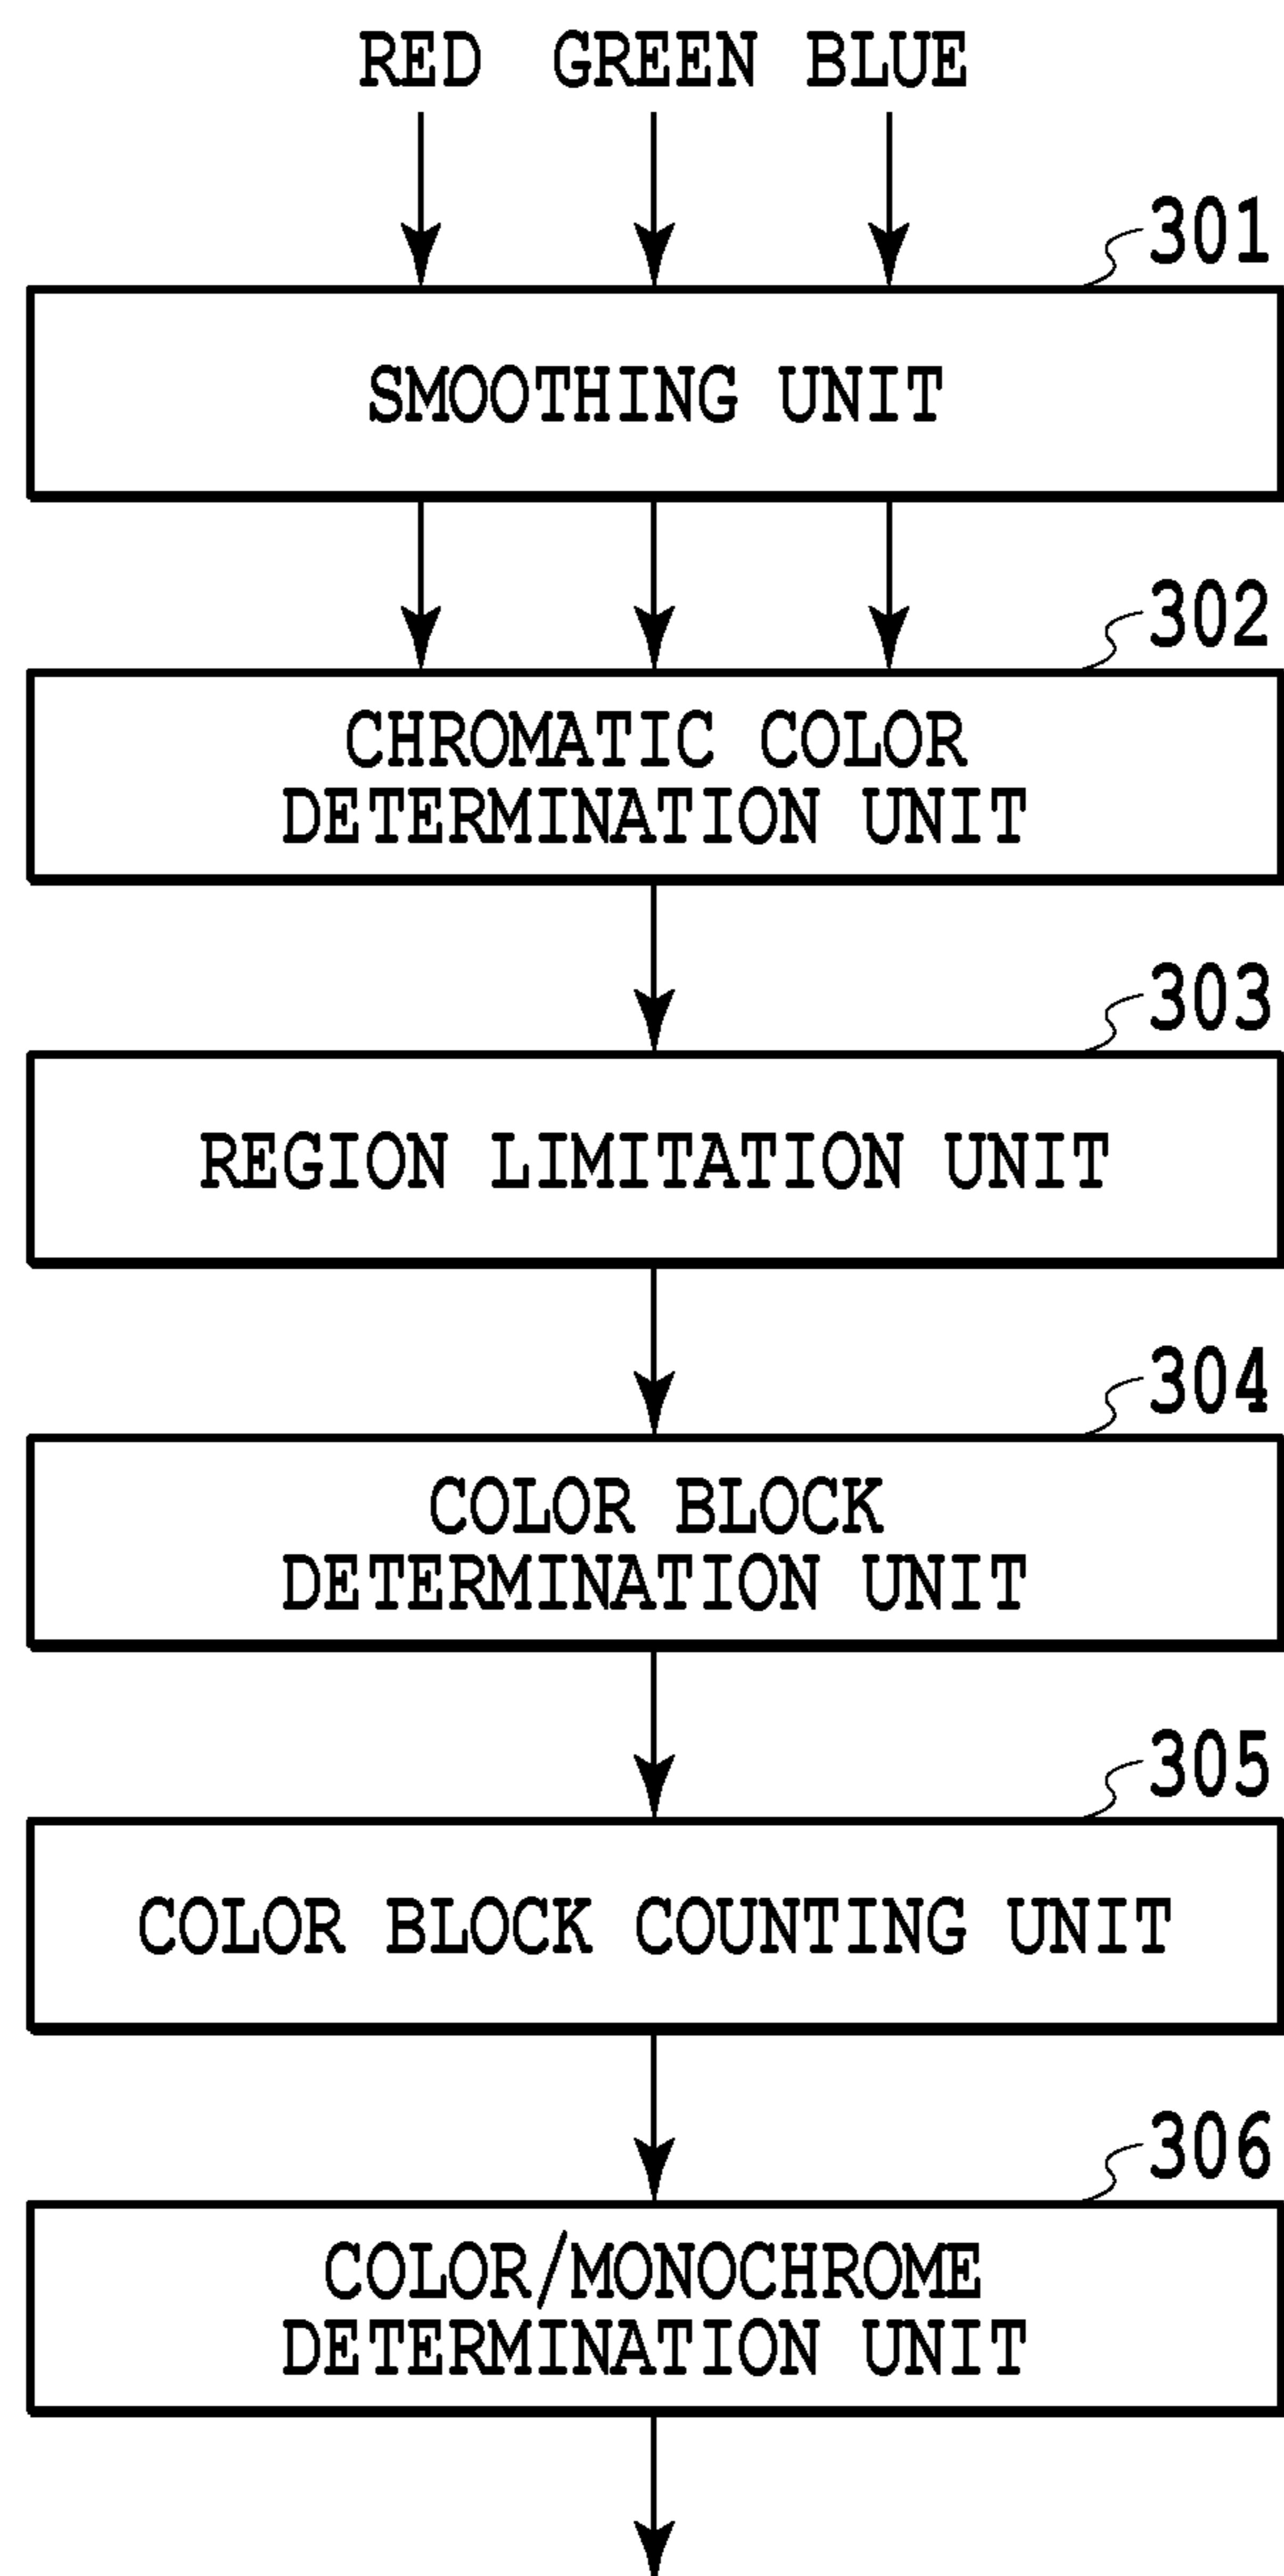 RED GREEN BLUE
301
SMOOTHING UNIT
302
CHROMATIC COLOR
DETERMINATION UNIT
303
REGION LIMITATION UNIT
304
COLOR BLOCK
DETERMINATION UNIT
305
COLOR BLOCK COUNTING UNIT
306
COLOR/MONOCHROME
DETERMINATION UNIT